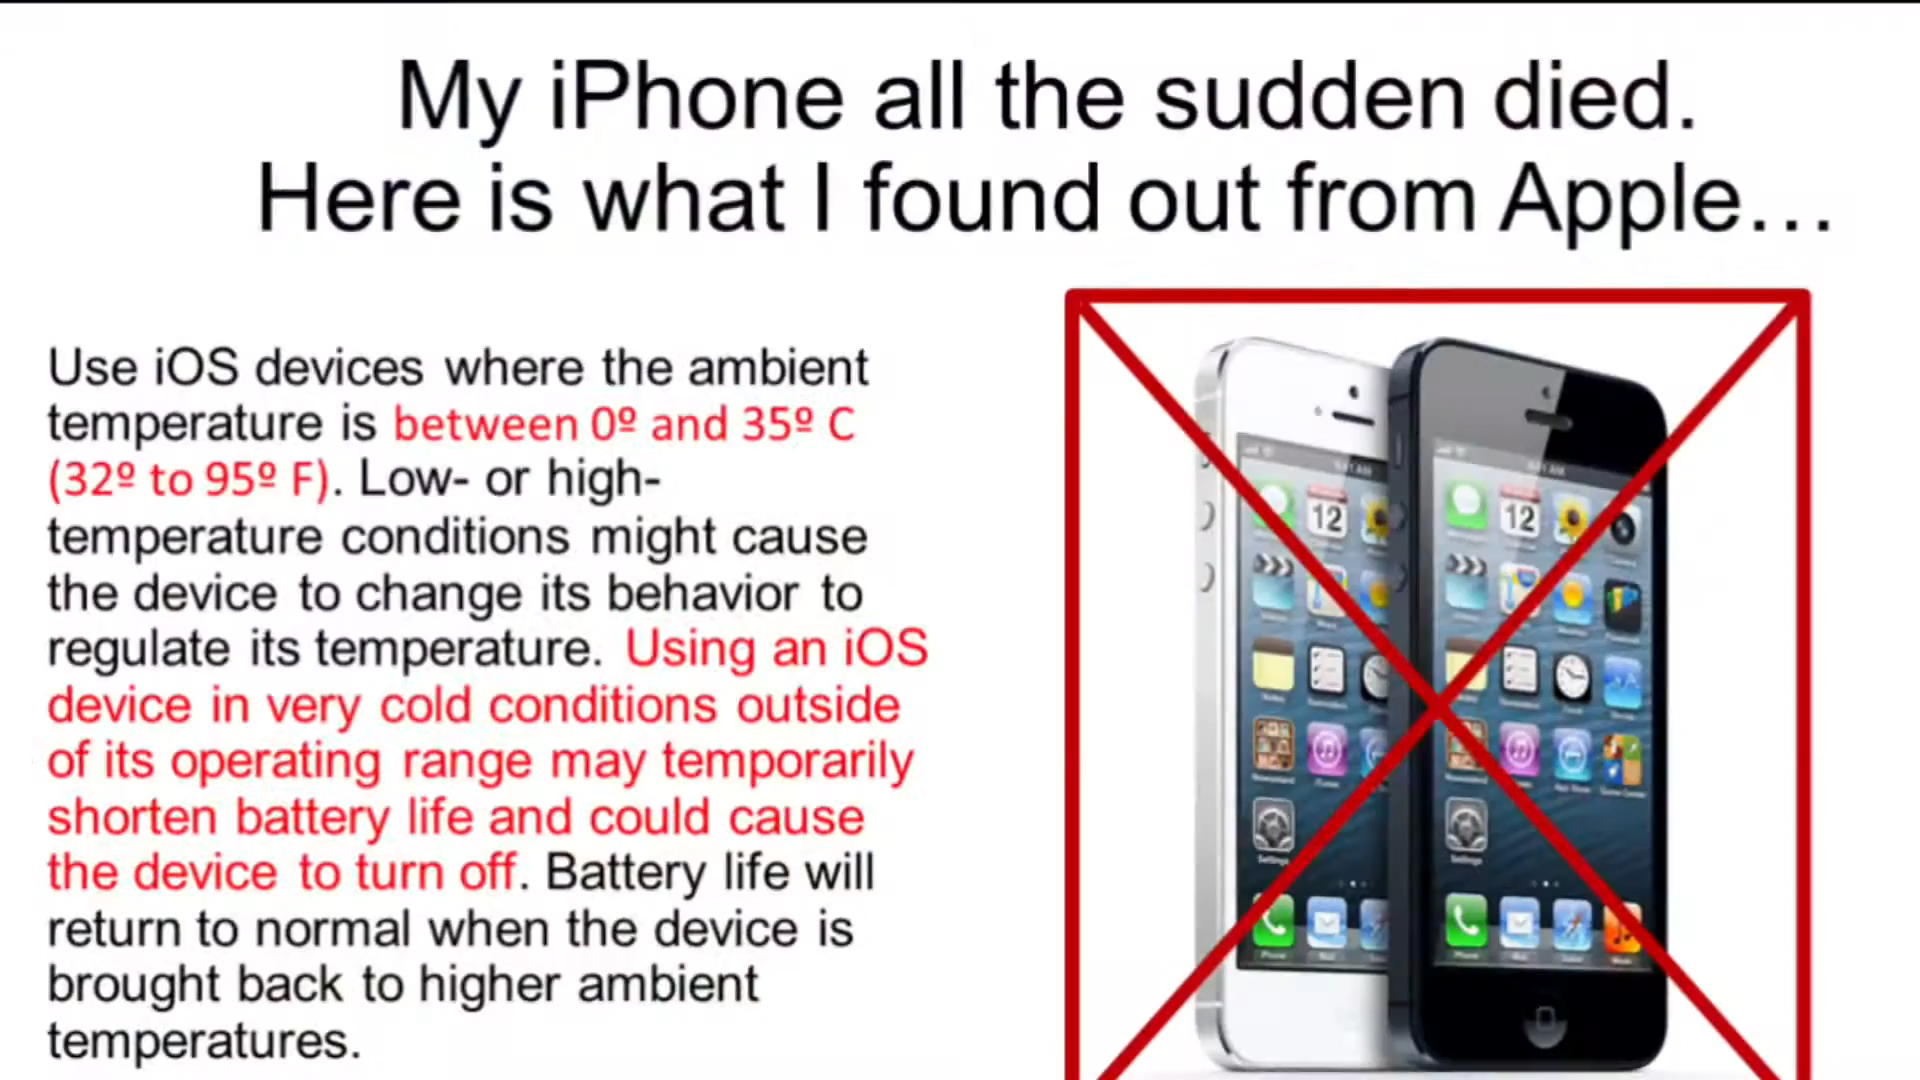 My iPhone all the sudden died.
Here is what I found out from Apple…
Use iOS devices where the ambient
temperature is between 0º and 35º C
(32º to 95º F). Low- or high-
temperature conditions might cause
the device to change its behavior to
regulate its temperature. Using an iOS
device in very cold conditions outside
of its operating range may temporarily
shorten battery life and could cause
the device to turn off. Battery life will
return to normal when the device is
brought back to higher ambient
temperatures.
12
12
Settings
Settings
Phone
Phone